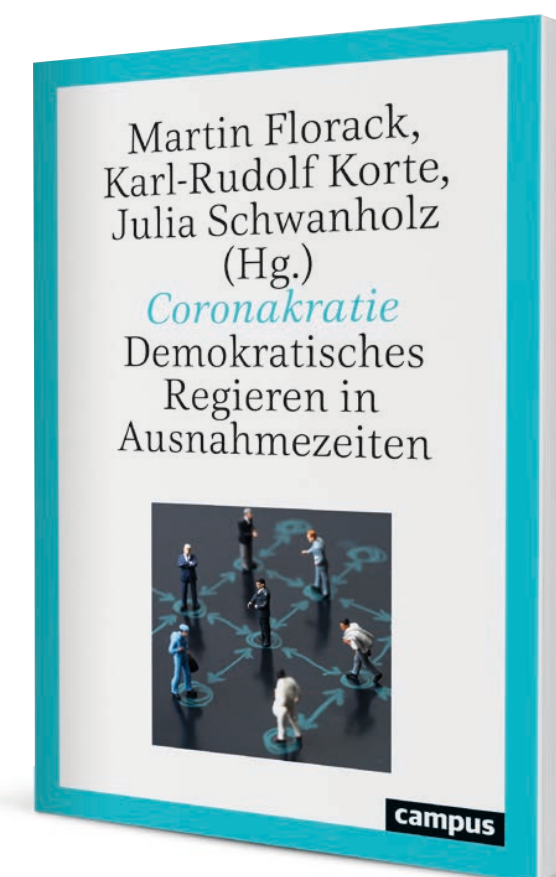 Martin Florack,
Karl-Rudolf Korte,
Julia Schwanholz
(Hg.)
Coronakratie
Demokratisches
Regieren in
Ausnahmezeiten
campus